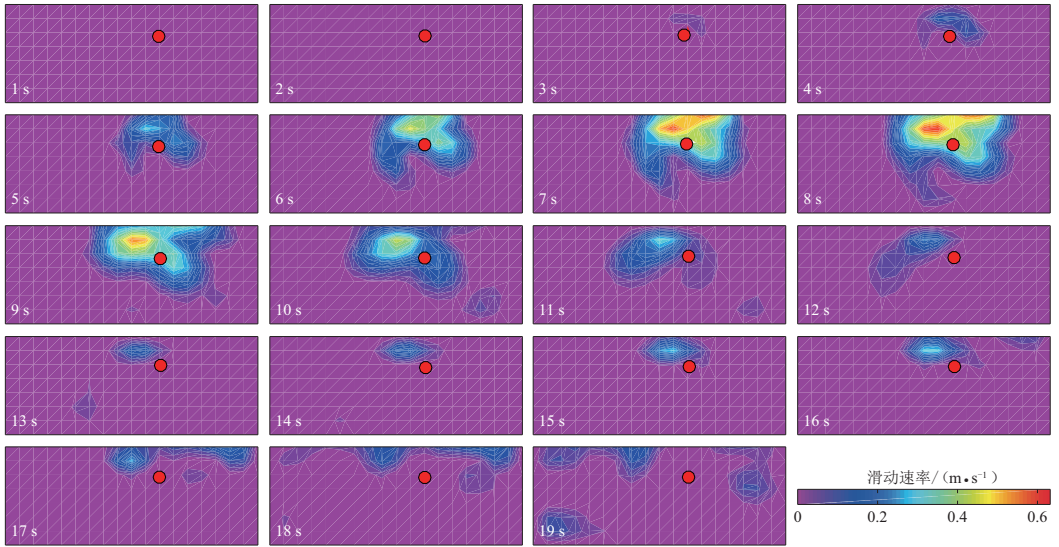 1 s
2 s
3 s
4 s
5 s
6 s
7 s
8 s
9 s
10 s
11 s
12 s
13 s
14 s
15 s
16 s
17 s
18 s
19 s
滑动速率/（m•s⁻¹）
0 0.2 0.4 0.6